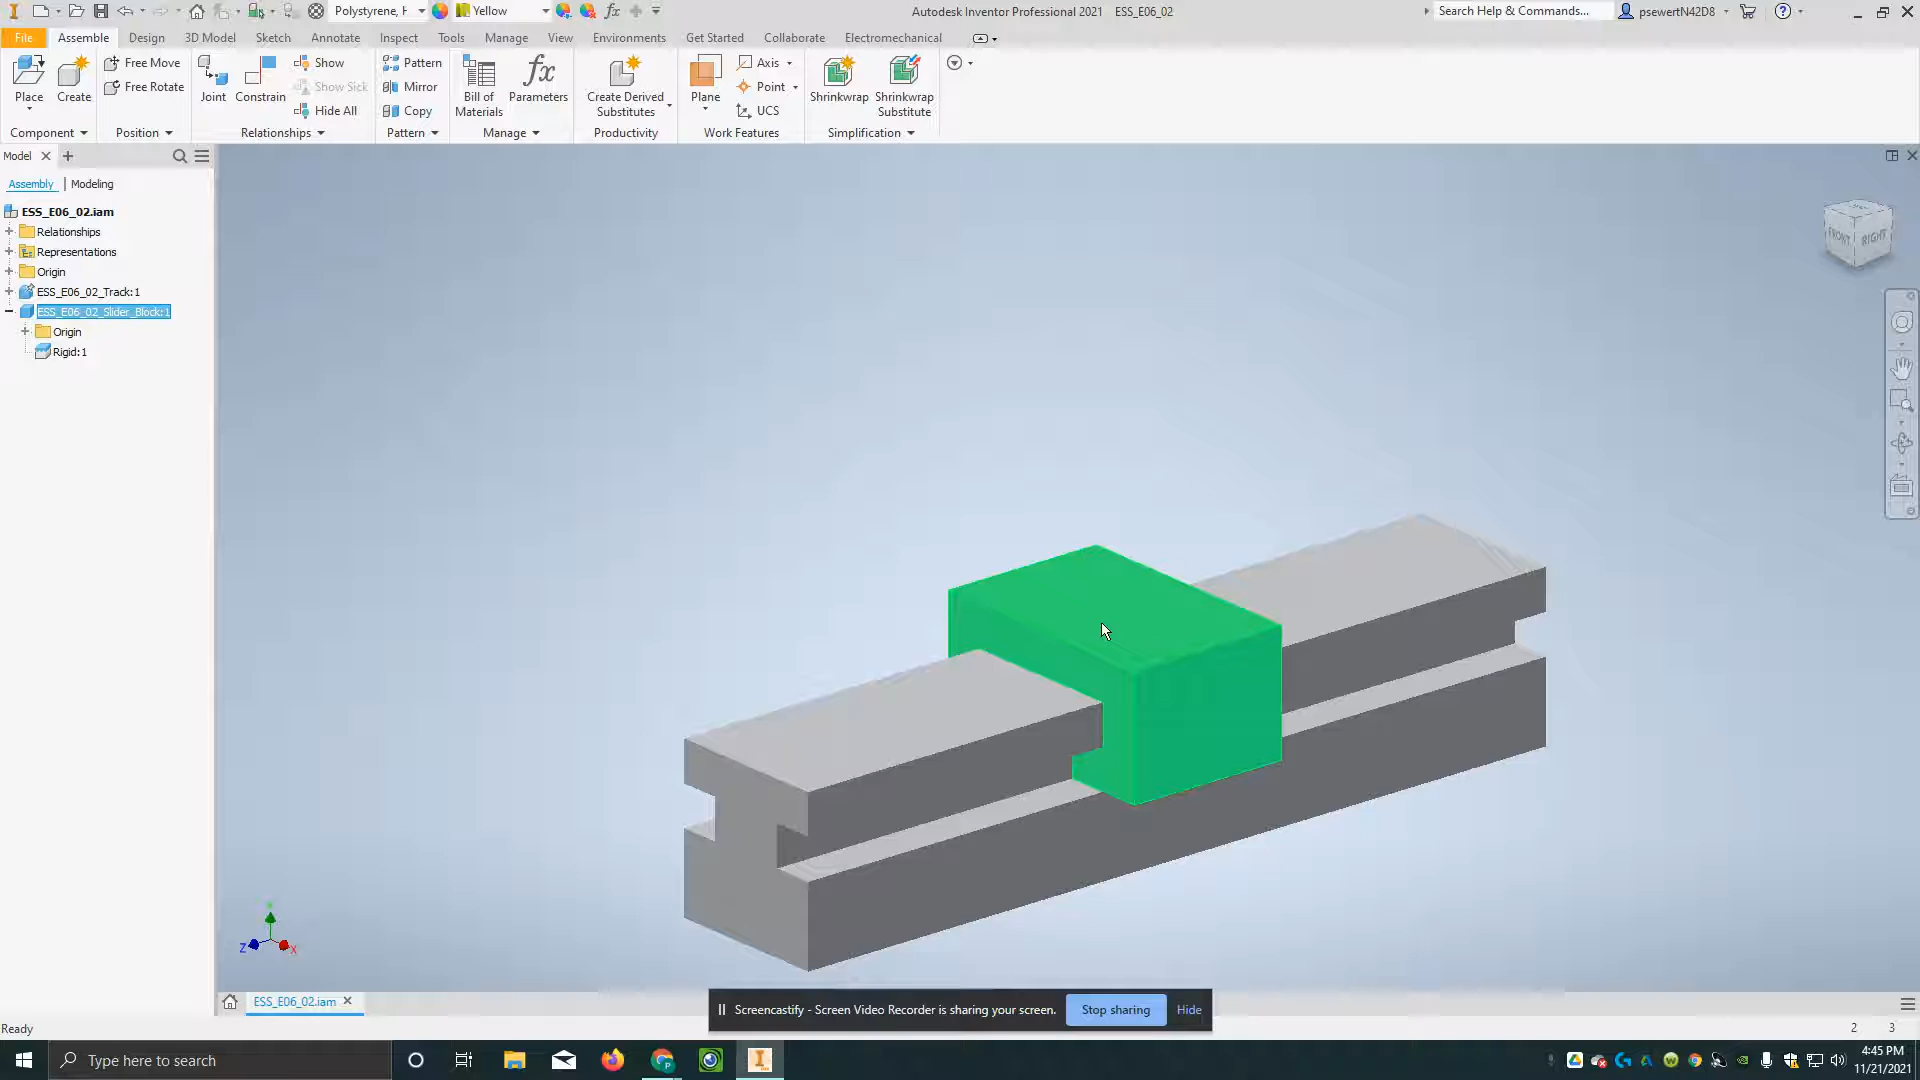 Polystyrene, H
Yellow
fx
Autodesk Inventor Professional 2021 ESS_E06_02
Search Help & Commands...
psewertN42D8
File Assemble Design 3D Model Sketch Annotate Inspect Tools Manage View Environments Get Started Collaborate Electromechanical
Place
Create
Component
Free Move
Free Rotate
Position
Joint
Constrain
Show
Show Sick
Hide All
Relationships
Pattern
Mirror
Copy
Pattern
Bill of
Materials
fx
Parameters
Manage
Create Derived
Substitutes
Productivity
Plane
Axis
Point
UCS
Work Features
Shrinkwrap
Shrinkwrap
Substitute
Simplification
Model
Assembly | Modeling
ESS_E06_02.iam
Relationships
Representations
Origin
ESS_E06_02_Track:1
ESS_E06_02_Slider_Block:1
Origin
Rigid:1
FRONT
RIGHT
Z
X
ESS_E06_02.iam
Screencastify - Screen Video Recorder is sharing your screen.
Stop sharing
Hide
Ready
2 3
Type here to search
4:45 PM
11/21/2021